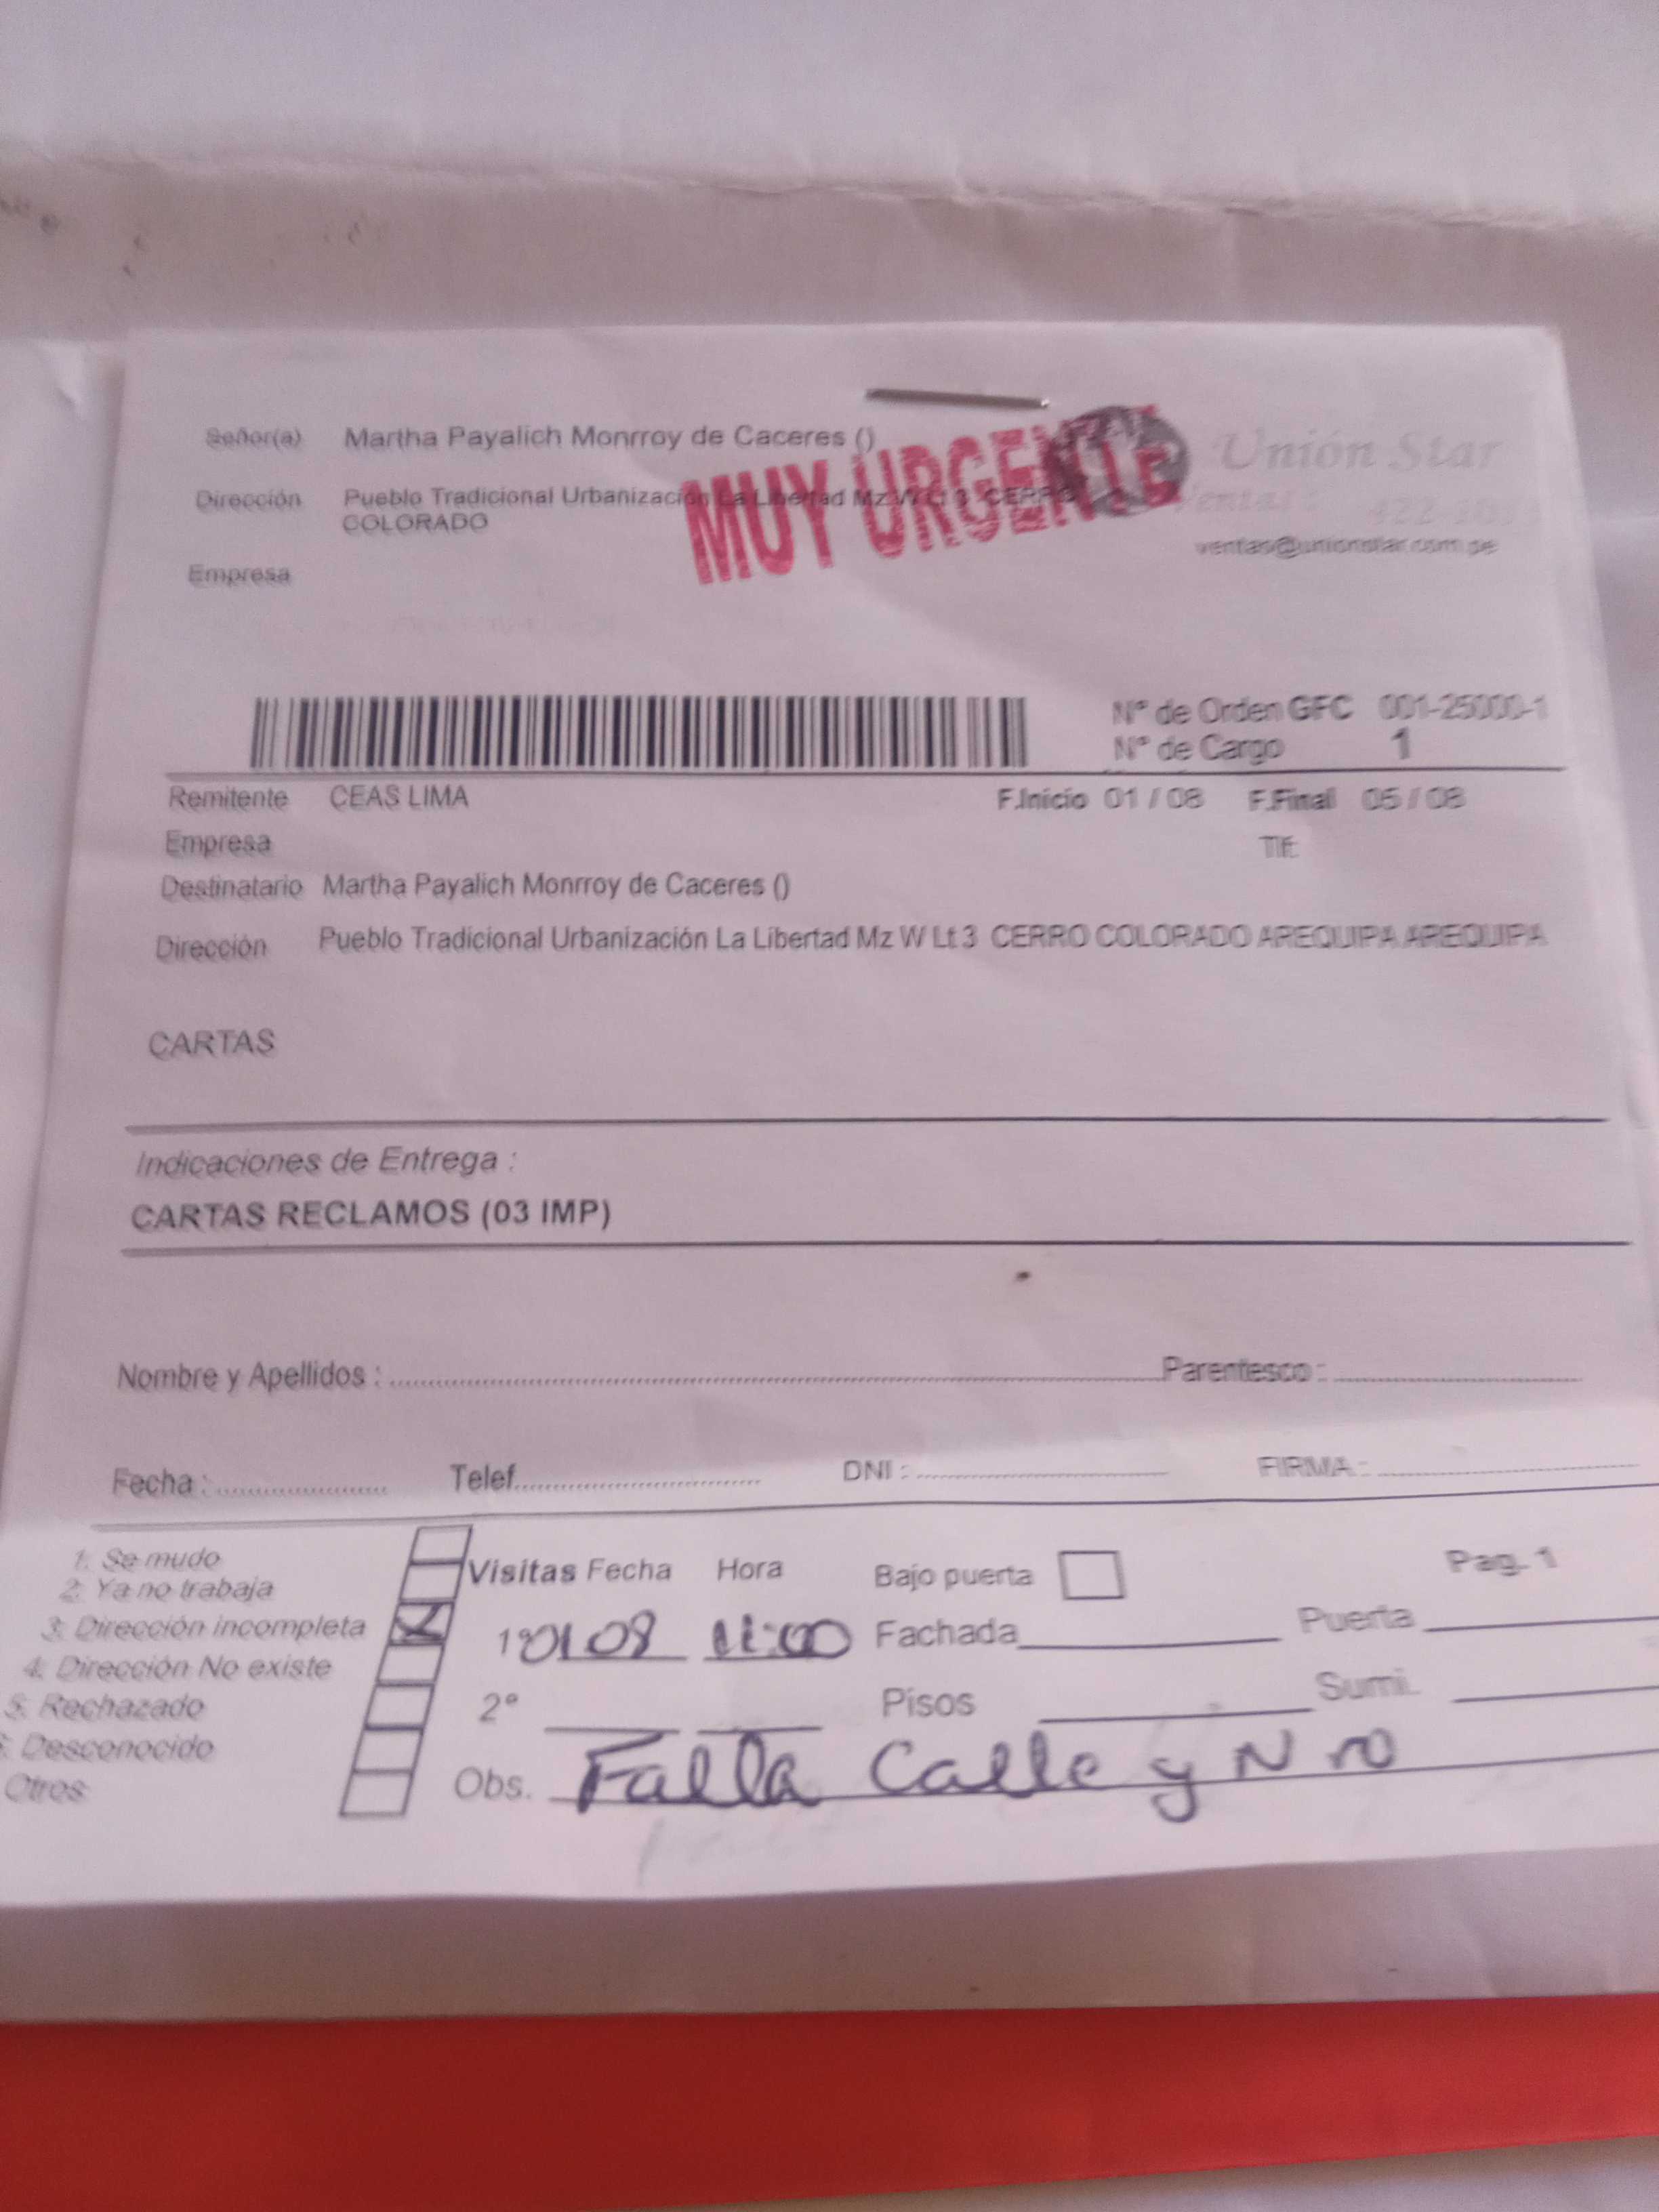 Señor(a) Martha Payalich Monrroy de Caceres ()
MUY URGENTE
Unión Star
Dirección Pueblo Tradicional Urbanización La Libertad Mz W Lt 3 CERRO
COLORADO
Ventas
ventas@unionstar.com.pe
Empresa
N° de Orden GFC 001-25000-1
N° de Cargo 1
Remitente CEAS LIMA F.Inicio 01 / 08 F.Final 05 / 08
Empresa Tlf:
Destinatario Martha Payalich Monrroy de Caceres ()
Dirección Pueblo Tradicional Urbanización La Libertad Mz W Lt 3 CERRO COLORADO AREQUIPA AREQUIPA
CARTAS
Indicaciones de Entrega :
CARTAS RECLAMOS (03 IMP)
Nombre y Apellidos : Parentesco :
Fecha : Telef. DNI : FIRMA :
1. Se mudo
2. Ya no trabaja
3. Dirección incompleta
4. Dirección No existe
5. Rechazado
Desconocido
Otros
Visitas Fecha Hora Bajo puerta Pag. 1
1° 01 08 11:00 Fachada Puerta
2° Pisos Sumi.
Obs. Falta Calle y Nro